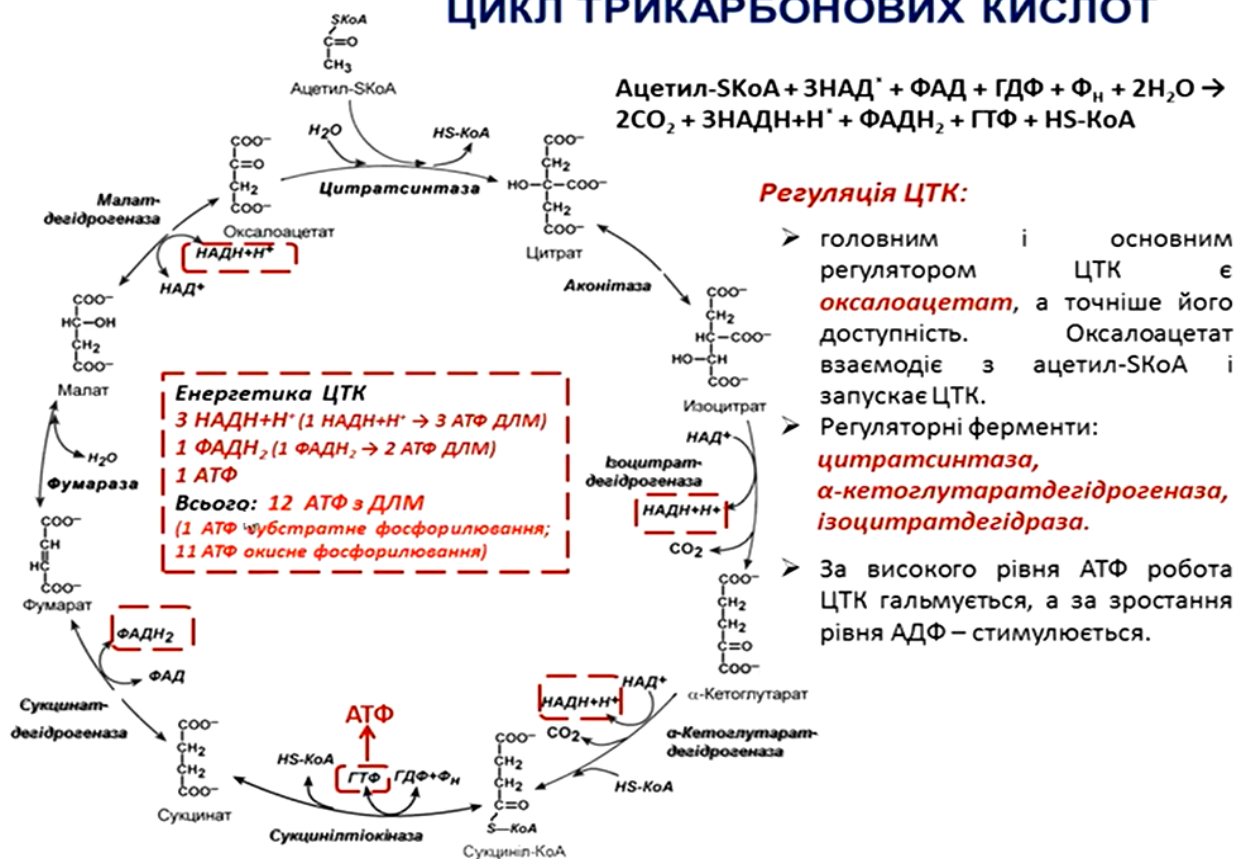 ЦИКЛ ТРИКАРБОНОВИХ КИСЛОТ
Ацетил-SKoA + 3НАД⁺ + ФАД + ГДФ + Фн + 2H₂O →
2CO₂ + 3НАДН+Н⁺ + ФАДН₂ + ГТФ + HS-KoA
SKoA
C=O
CH₃
Ацетил-SKoA
H₂O
HS-KoA
Цитратсинтаза
COO⁻
C=O
CH₂
COO⁻
Оксалоацетат
COO⁻
CH₂
HO—C—COO⁻
CH₂
COO⁻
Цитрат
Аконітаза
COO⁻
CH₂
HC—COO⁻
HO—CH
COO⁻
Изоцитрат
НАД⁺
Ізоцитрат-
дегідрогеназа
НАДН+Н⁺
CO₂
COO⁻
CH₂
CH₂
C=O
COO⁻
α-Кетоглутарат
НАД⁺
НАДН+Н⁺
CO₂
α-Кетоглутарат-
дегідрогеназа
HS-KoA
COO⁻
CH₂
CH₂
C=O
S—KoA
Сукциніл-КоА
ГДФ+Фн
ГТФ
АТФ
HS-KoA
Сукцинілтіокіназа
COO⁻
CH₂
CH₂
COO⁻
Сукцинат
Сукцинат-
дегідрогеназа
ФАД
ФАДН₂
COO⁻
CH
HC
COO⁻
Фумарат
Фумараза
H₂O
COO⁻
HC—OH
CH₂
COO⁻
Малат
Малат-
дегідрогеназа
НАД⁺
НАДН+Н⁺
Енергетика ЦТК
3 НАДН+Н⁺ (1 НАДН+Н⁺ → 3 АТФ ДЛМ)
1 ФАДН₂ (1 ФАДН₂ → 2 АТФ ДЛМ)
1 АТФ
Всього: 12 АТФ з ДЛМ
(1 АТФ субстратне фосфорилювання;
11 АТФ окисне фосфорилювання)
Регуляція ЦТК:
➢ головним і основним
регулятором ЦТК є
оксалоацетат, а точніше його
доступність. Оксалоацетат
взаємодіє з ацетил-SKoA і
запускає ЦТК.
➢ Регуляторні ферменти:
цитратсинтаза,
α-кетоглутаратдегідрогеназа,
ізоцитратдегідраза.
➢ За високого рівня АТФ робота
ЦТК гальмується, а за зростання
рівня АДФ – стимулюється.